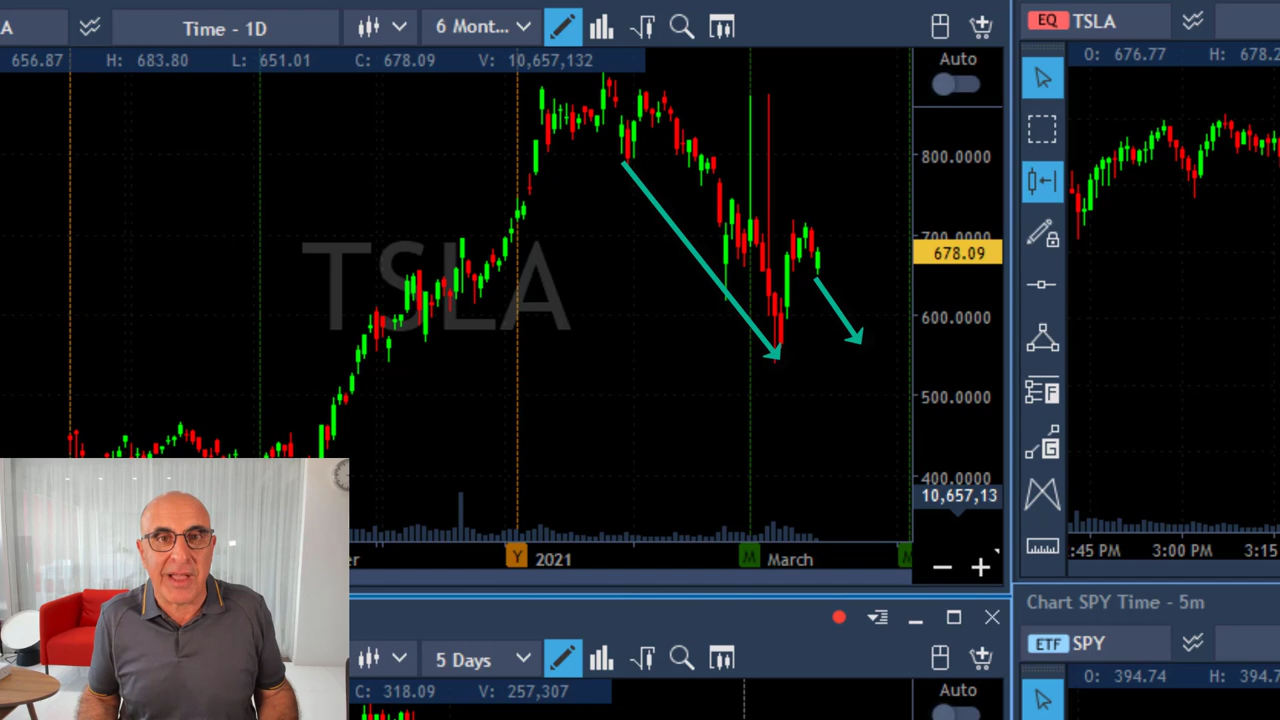 A
Time - 1D
6 Mont...
656.87 H: 683.80 L: 651.01 C: 678.09 V: 10,657,132
Auto
800.0000
700.0000
678.09
600.0000
500.0000
400.0000
10,657,13
TSLA
er
Y 2021
M March
M
EQ TSLA
O: 676.77 H: 678.2
F
G
:45 PM 3:00 PM 3:15
5 Days
C: 318.09 V: 257,307
Auto
Chart SPY Time - 5m
ETF SPY
O: 394.74 H: 394.7